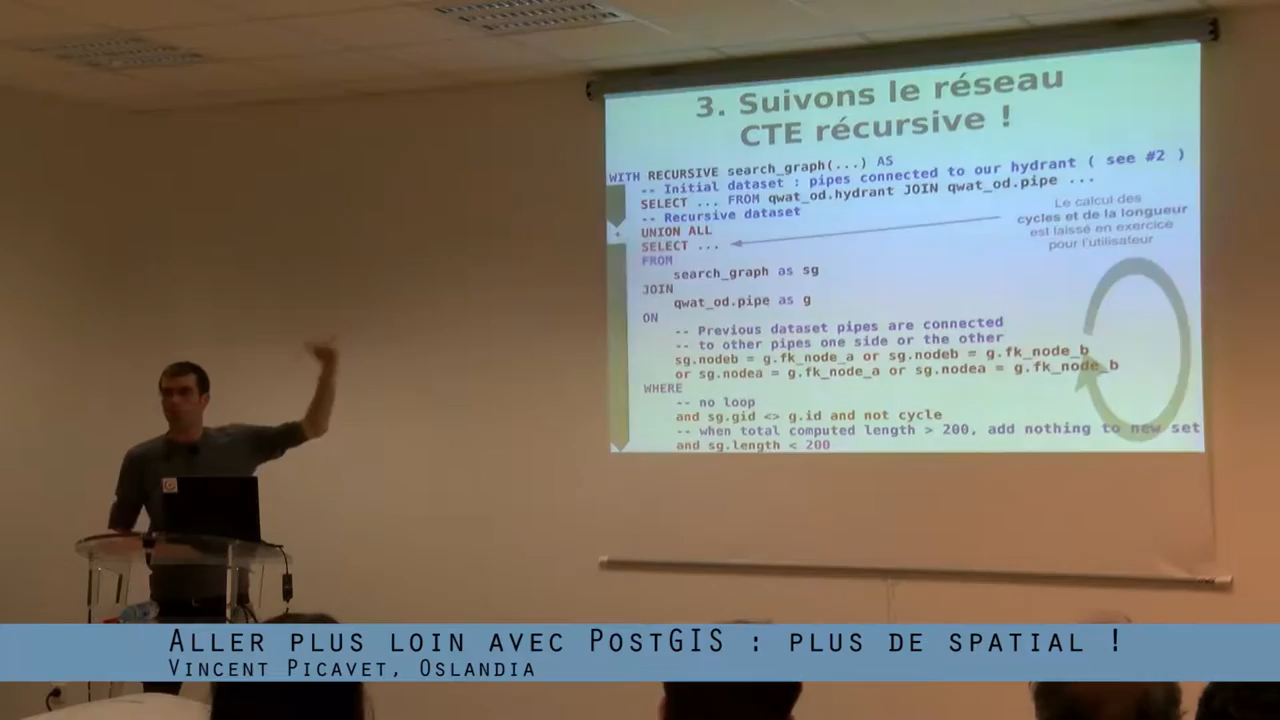 3. Suivons le réseau
CTE récursive !
WITH RECURSIVE search_graph(...) AS
-- Initial dataset : pipes connected to our hydrant ( see #2 )
SELECT ... FROM qwat_od.hydrant JOIN qwat_od.pipe ...
-- Recursive dataset
UNION ALL
SELECT ...
FROM
search_graph as sg
JOIN
qwat_od.pipe as g
ON
-- Previous dataset pipes are connected
-- to other pipes one side or the other
sg.nodeb = g.fk_node_a or sg.nodeb = g.fk_node_b
or sg.nodea = g.fk_node_a or sg.nodea = g.fk_node_b
WHERE
-- no loop
and sg.gid <> g.id and not cycle
-- when total computed length > 200, add nothing to new set
and sg.length < 200
Le calcul des
cycles et de la longueur
est laissé en exercice
pour l'utilisateur
ALLER PLUS LOIN AVEC POSTGIS : PLUS DE SPATIAL !
VINCENT PICAVET, OSLANDIA